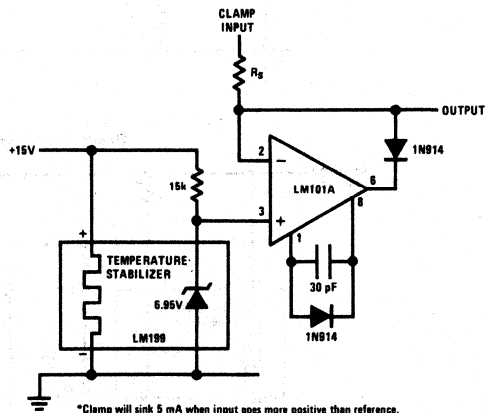 CLAMP
INPUT
Rs
OUTPUT
+15V
2
−
1N914
15k
LM101A
6
8
3
+
1
+
TEMPERATURE
STABILIZER
30 pF
6.95V
1N914
−
LM199
*Clamp will sink 5 mA when input goes more positive than reference.